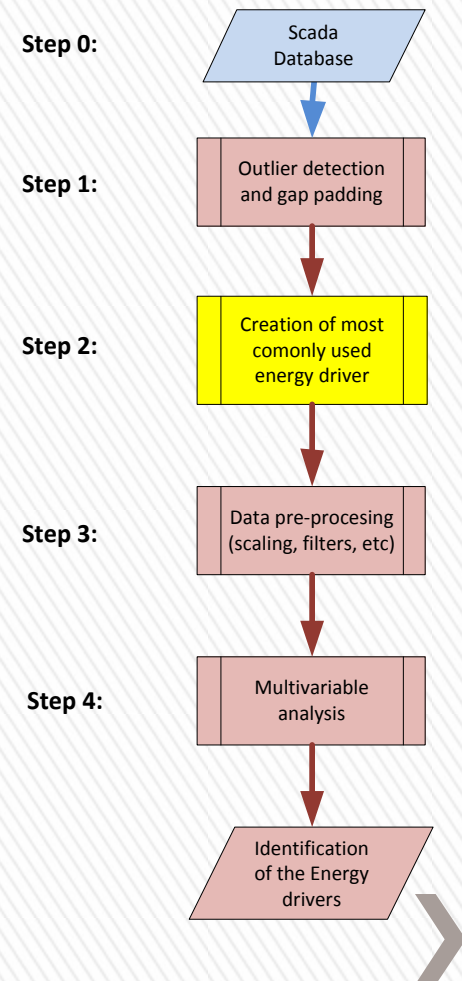 Step 0:
Scada
Database
Step 1:
Outlier detection
and gap padding
Step 2:
Creation of most
comonly used
energy driver
Step 3:
Data pre-procesing
(scaling, filters, etc)
Step 4:
Multivariable
analysis
Identification
of the Energy
drivers